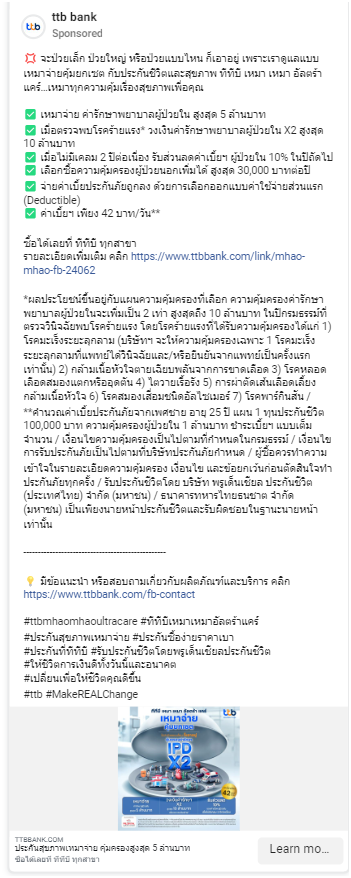 ttb bank
Sponsored
💢 จะป่วยเล็ก ป่วยใหญ่ หรือป่วยแบบไหน ก็เอาอยู่ เพราะเราดูแลแบบ
เหมาจ่ายคุ้มยกเซต กับประกันชีวิตและสุขภาพ ทีทีบี เหมา เหมา อัลตร้า
แคร์...เหมาทุกความคุ้มเรื่องสุขภาพเพื่อคุณ
✅ เหมาจ่าย ค่ารักษาพยาบาลผู้ป่วยใน สูงสุด 5 ล้านบาท
✅ เมื่อตรวจพบโรคร้ายแรง* วงเงินค่ารักษาพยาบาลผู้ป่วยใน X2 สูงสุด
10 ล้านบาท
✅ เมื่อไม่มีเคลม 2 ปีต่อเนื่อง รับส่วนลดค่าเบี้ยฯ ผู้ป่วยใน 10% ในปีถัดไป
✅ เลือกซื้อความคุ้มครองผู้ป่วยนอกเพิ่มได้ สูงสุด 30,000 บาทต่อปี
✅ จ่ายค่าเบี้ยประกันภัยถูกลง ด้วยการเลือกออกแบบค่าใช้จ่ายส่วนแรก
(Deductible)
✅ ค่าเบี้ยฯ เพียง 42 บาท/วัน**
ซื้อได้เลยที่ ทีทีบี ทุกสาขา
รายละเอียดเพิ่มเติม คลิก https://www.ttbbank.com/link/mhao-
mhao-fb-24062
*ผลประโยชน์ขึ้นอยู่กับแผนความคุ้มครองที่เลือก ความคุ้มครองค่ารักษา
พยาบาลผู้ป่วยในจะเพิ่มเป็น 2 เท่า สูงสุดถึง 10 ล้านบาท ในปีกรมธรรม์ที่
ตรวจวินิจฉัยพบโรคร้ายแรง โดยโรคร้ายแรงที่ได้รับความคุ้มครองได้แก่ 1)
โรคมะเร็งระยะลุกลาม (บริษัทฯ จะให้ความคุ้มครองเฉพาะ 1 โรคมะเร็ง
ระยะลุกลามที่แพทย์ได้วินิจฉัยและ/หรือยืนยันจากแพทย์เป็นครั้งแรก
เท่านั้น) 2) กล้ามเนื้อหัวใจตายเฉียบพลันจากการขาดเลือด 3) โรคหลอด
เลือดสมองแตกหรืออุดตัน 4) ไตวายเรื้อรัง 5) การผ่าตัดเส้นเลือดเลี้ยง
กล้ามเนื้อหัวใจ 6) โรคสมองเสื่อมชนิดอัลไซเมอร์ 7) โรคพาร์กินสัน /
**คำนวณค่าเบี้ยประกันภัยจากเพศชาย อายุ 25 ปี แผน 1 ทุนประกันชีวิต
100,000 บาท ความคุ้มครองผู้ป่วยใน 1 ล้านบาท ชำระเบี้ยฯ แบบเต็ม
จำนวน / เงื่อนไขความคุ้มครองเป็นไปตามที่กำหนดในกรมธรรม์ / เงื่อนไข
การรับประกันภัยเป็นไปตามที่บริษัทประกันภัยกำหนด / ผู้ซื้อควรทำความ
เข้าใจในรายละเอียดความคุ้มครอง เงื่อนไข และข้อยกเว้นก่อนตัดสินใจทำ
ประกันภัยทุกครั้ง / รับประกันชีวิตโดย บริษัท พรูเด็นเชียล ประกันชีวิต
(ประเทศไทย) จำกัด (มหาชน) / ธนาคารทหารไทยธนชาต จำกัด
(มหาชน) เป็นเพียงนายหน้าประกันชีวิตและรับผิดชอบในฐานะนายหน้า
เท่านั้น
------------------------------------------------
💡 มีข้อแนะนำ หรือสอบถามเกี่ยวกับผลิตภัณฑ์และบริการ คลิก
https://www.ttbbank.com/fb-contact
#ttbmhaomhaoultracare #ทีทีบีเหมาเหมาอัลตร้าแคร์
#ประกันสุขภาพเหมาจ่าย #ประกันซื้อง่ายราคาเบา
#ประกันที่ทีทีบี #รับประกันชีวิตโดยพรูเด็นเชียลประกันชีวิต
#ให้ชีวิตการเงินดีทั้งวันนี้และอนาคต
#เปลี่ยนเพื่อให้ชีวิตคุณดีขึ้น
#ttb #MakeREALChange
ทีทีบี เหมา เหมา อัลตร้า แคร์ ttb
เหมาจ่าย
IPD
X2
42
TTBBANK.COM
ประกันสุขภาพเหมาจ่าย คุ้มครองสูงสุด 5 ล้านบาท
ซื้อได้เลยที่ ทีทีบี ทุกสาขา
Learn mo...